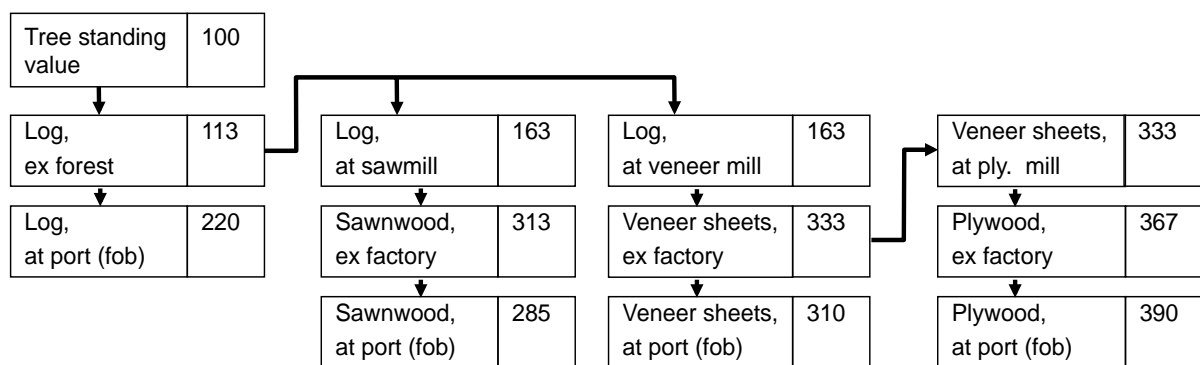 Tree standing
value
100
Log,
ex forest
113
Log,
at port (fob)
220
Log,
at sawmill
163
Sawnwood,
ex factory
313
Sawnwood,
at port (fob)
285
Log,
at veneer mill
163
Veneer sheets,
ex factory
333
Veneer sheets,
at port (fob)
310
Veneer sheets,
at ply. mill
333
Plywood,
ex factory
367
Plywood,
at port (fob)
390